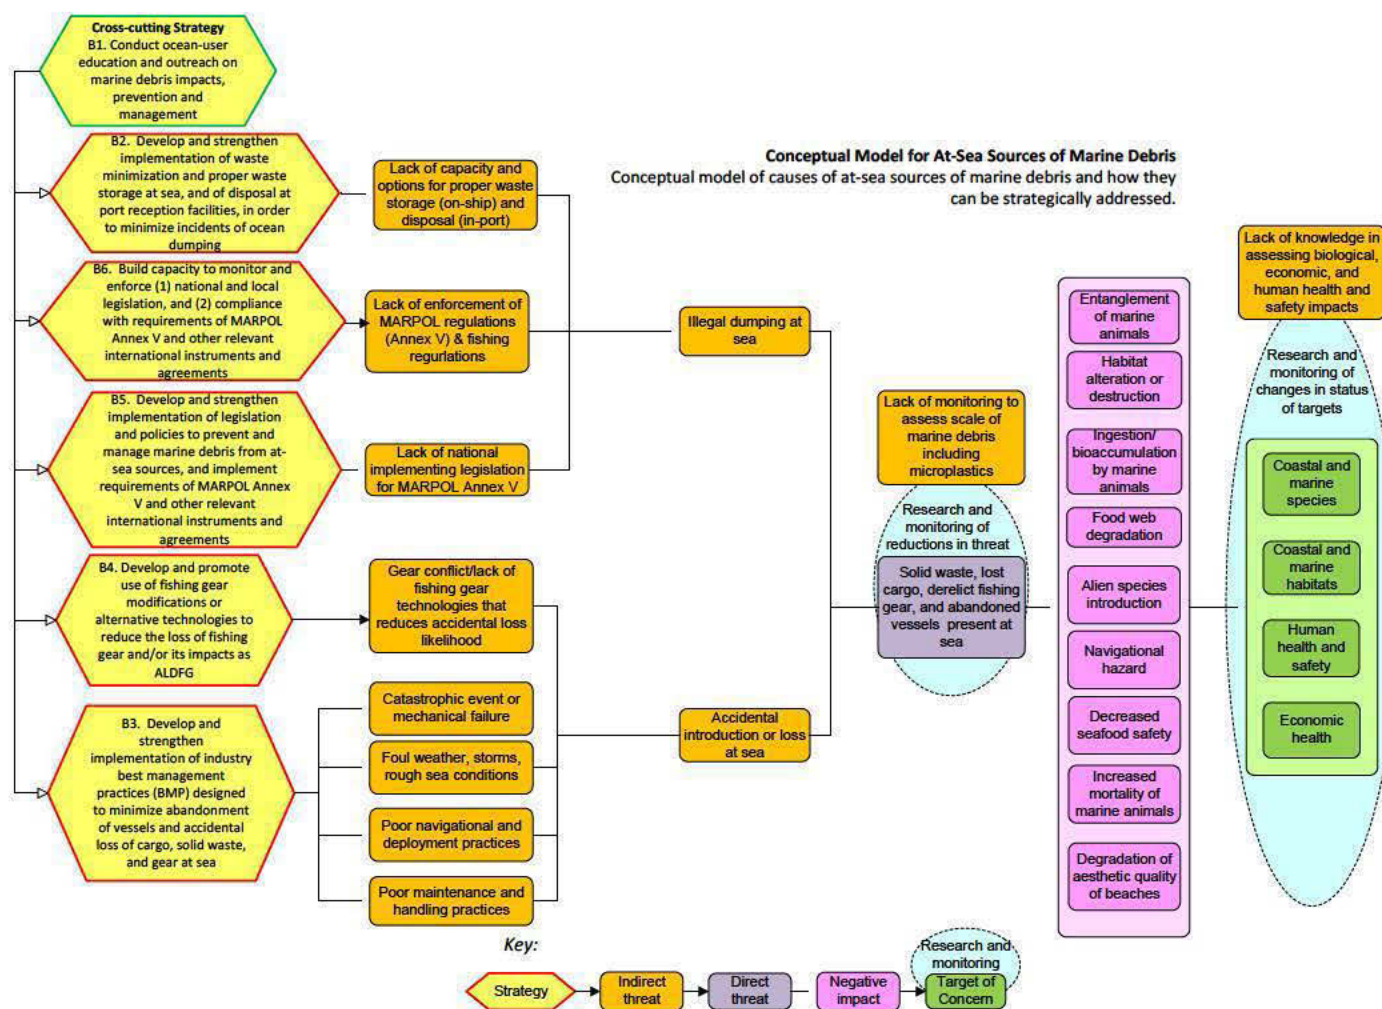 Cross-cutting Strategy
B1. Conduct ocean-user
education and outreach on
marine debris impacts,
prevention and
management
B2. Develop and strengthen
implementation of waste
minimization and proper waste
storage at sea, and of disposal at
port reception facilities, in order
to minimize incidents of ocean
dumping
B6. Build capacity to monitor and
enforce (1) national and local
legislation, and (2) compliance
with requirements of MARPOL
Annex V and other relevant
international instruments and
agreements
B5. Develop and strengthen
implementation of legislation
and policies to prevent and
manage marine debris from at-
sea sources, and implement
requirements of MARPOL Annex
V and other relevant
international instruments and
agreements
B4. Develop and promote
use of fishing gear
modifications or
alternative technologies to
reduce the loss of fishing
gear and/or its impacts as
ALDFG
B3. Develop and
strengthen
implementation of industry
best management
practices (BMP) designed
to minimize abandonment
of vessels and accidental
loss of cargo, solid waste,
and gear at sea
Lack of capacity and
options for proper waste
storage (on-ship) and
disposal (in-port)
Lack of enforcement of
MARPOL regulations
(Annex V) & fishing
regurlations
Lack of national
implementing legislation
for MARPOL Annex V
Gear conflict/lack of
fishing gear
technologies that
reduces accidental loss
likelihood
Catastrophic event or
mechanical failure
Foul weather, storms,
rough sea conditions
Poor navigational and
deployment practices
Poor maintenance and
handling practices
Conceptual Model for At-Sea Sources of Marine Debris
Conceptual model of causes of at-sea sources of marine debris and how they
can be strategically addressed.
Illegal dumping at
sea
Accidental
introduction or loss
at sea
Lack of monitoring to
assess scale of
marine debris
including
microplastics
Research and
monitoring of
reductions in threat
Solid waste, lost
cargo, derelict fishing
gear, and abandoned
vessels present at
sea
Entanglement
of marine
animals
Habitat
alteration or
destruction
Ingestion/
bioaccumulation
by marine
animals
Food web
degradation
Alien species
introduction
Navigational
hazard
Decreased
seafood safety
Increased
mortality of
marine animals
Degradation of
aesthetic quality
of beaches
Lack of knowledge in
assessing biological,
economic, and
human health and
safety impacts
Research and
monitoring of
changes in status
of targets
Coastal and
marine
species
Coastal and
marine
habitats
Human
health and
safety
Economic
health
Key:
Strategy
Indirect
threat
Direct
threat
Negative
impact
Research and
monitoring
Target of
Concern